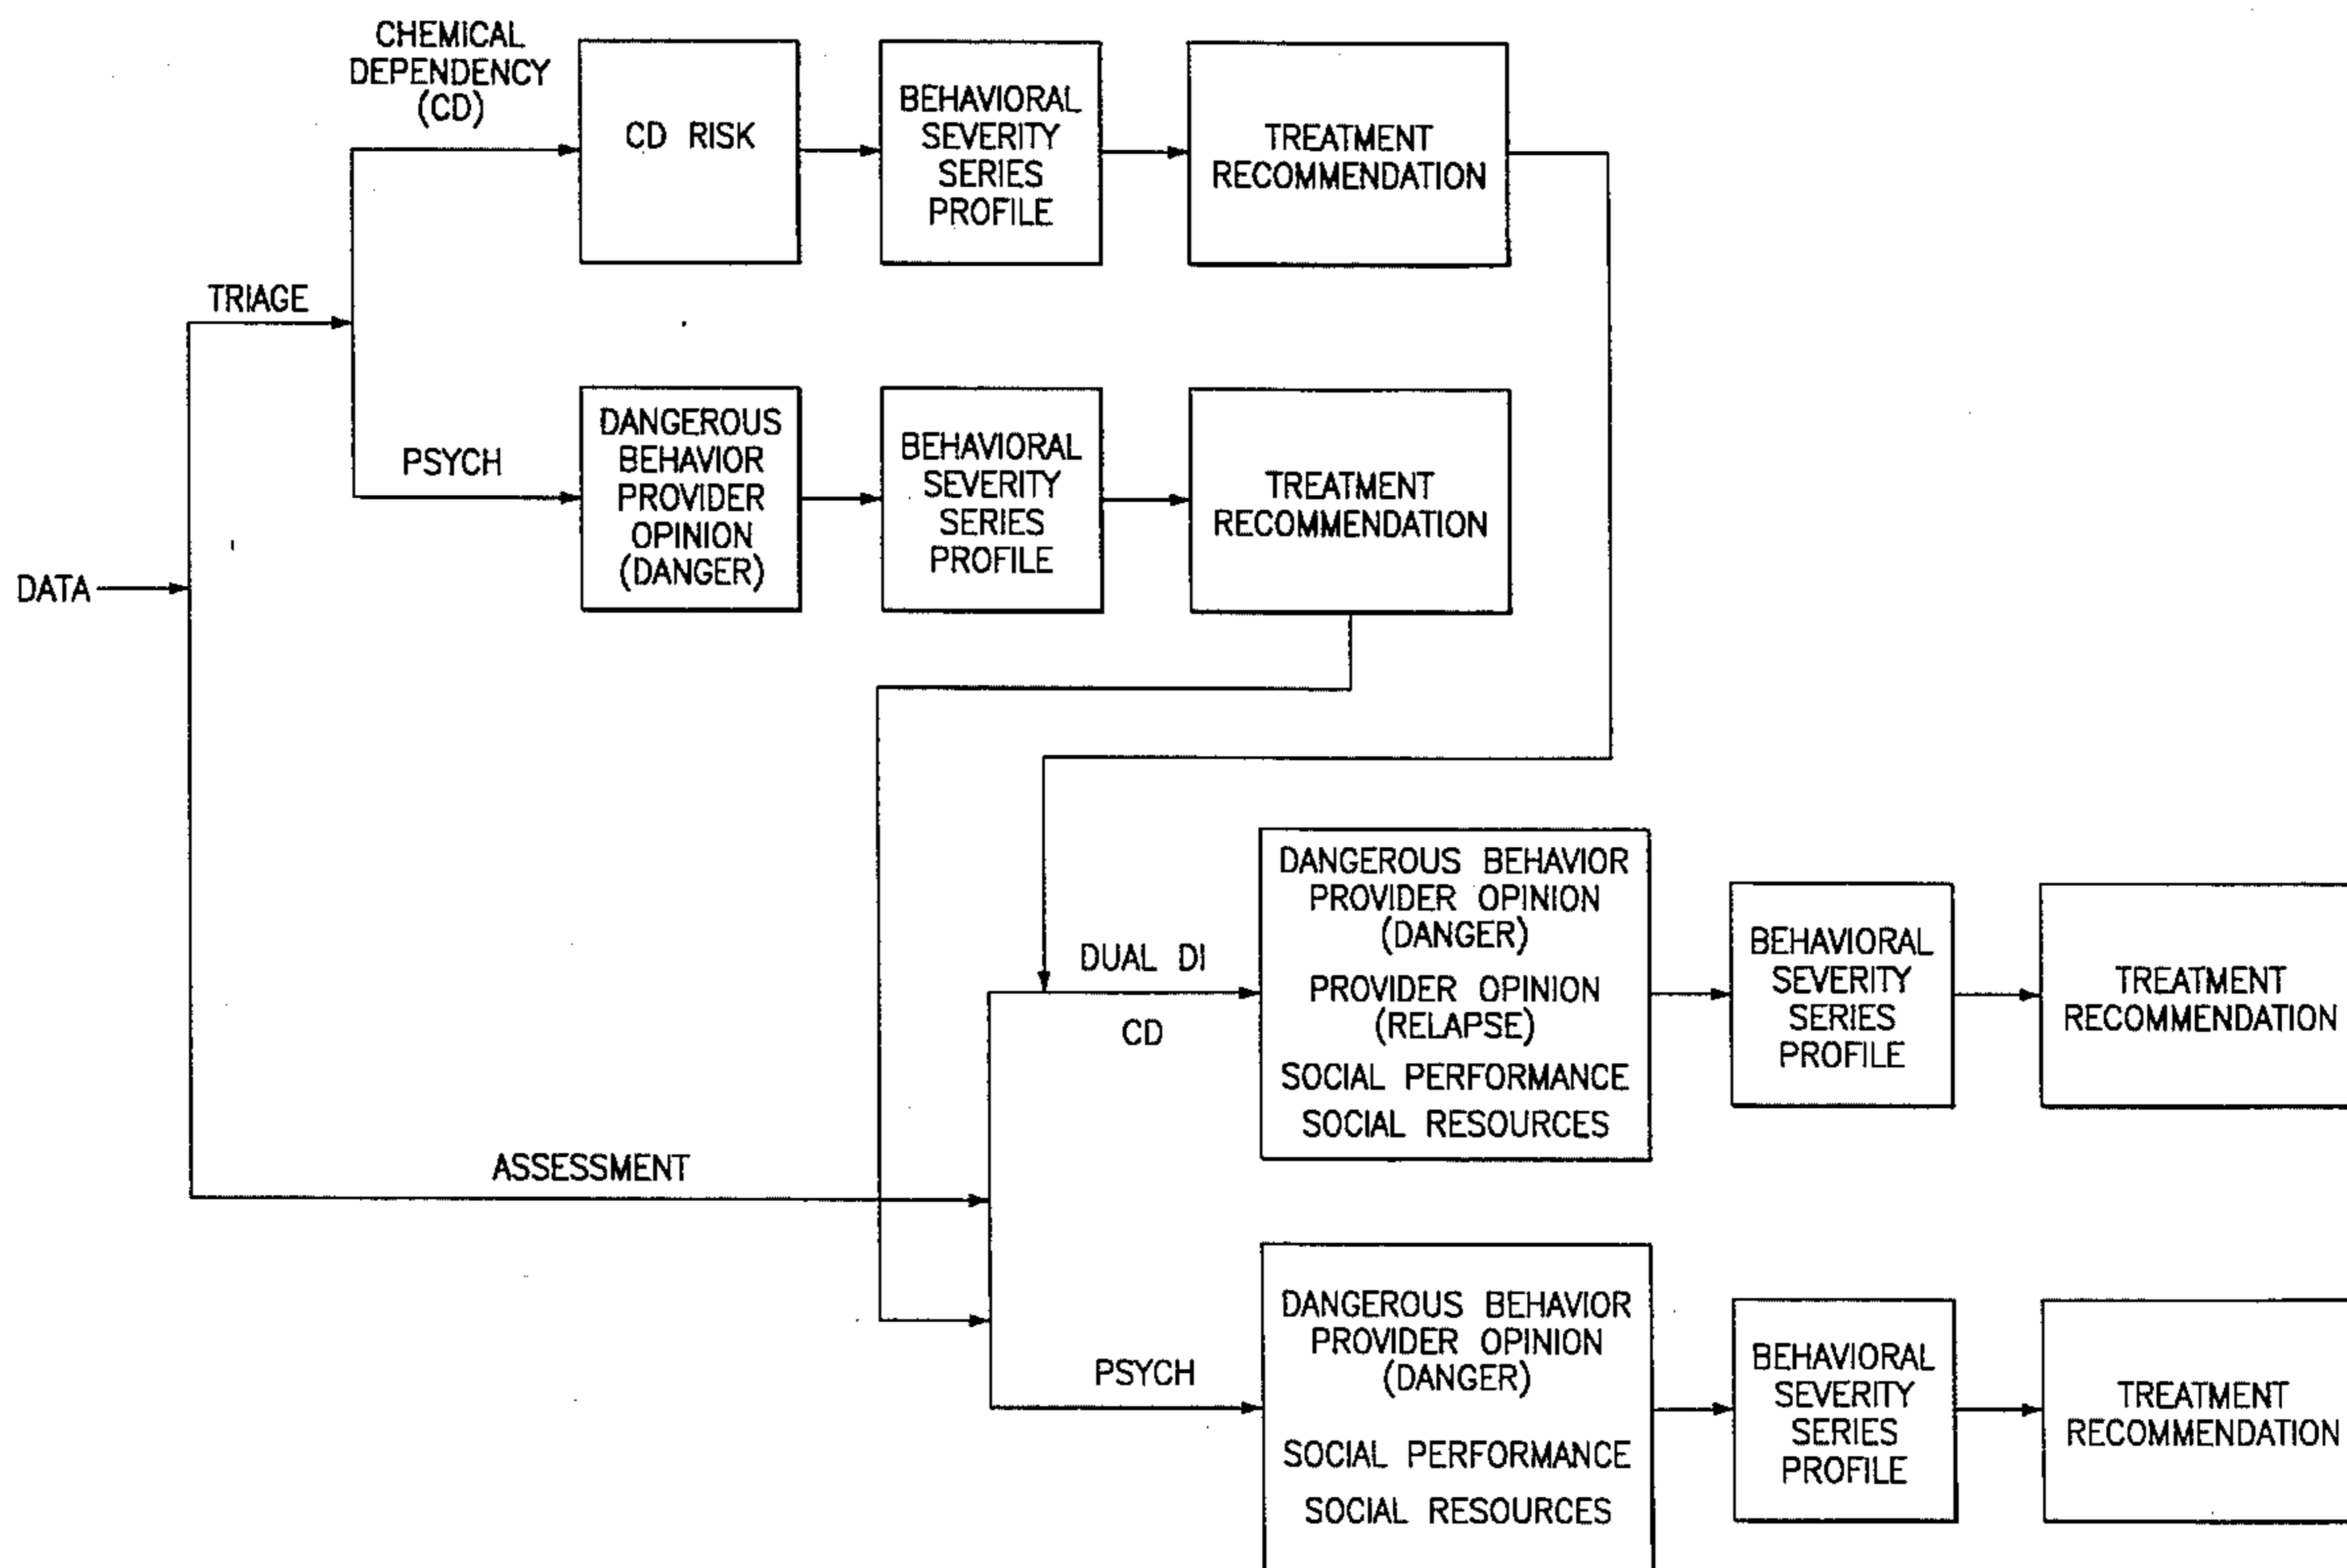 CHEMICAL
DEPENDENCY
(CD)
CD RISK
BEHAVIORAL
SEVERITY
SERIES
PROFILE
TREATMENT
RECOMMENDATION
TRIAGE
PSYCH
DANGEROUS
BEHAVIOR
PROVIDER
OPINION
(DANGER)
BEHAVIORAL
SEVERITY
SERIES
PROFILE
TREATMENT
RECOMMENDATION
DATA
ASSESSMENT
DUAL DI
CD
DANGEROUS BEHAVIOR
PROVIDER OPINION
(DANGER)
PROVIDER OPINION
(RELAPSE)
SOCIAL PERFORMANCE
SOCIAL RESOURCES
BEHAVIORAL
SEVERITY
SERIES
PROFILE
TREATMENT
RECOMMENDATION
PSYCH
DANGEROUS BEHAVIOR
PROVIDER OPINION
(DANGER)
SOCIAL PERFORMANCE
SOCIAL RESOURCES
BEHAVIORAL
SEVERITY
SERIES
PROFILE
TREATMENT
RECOMMENDATION